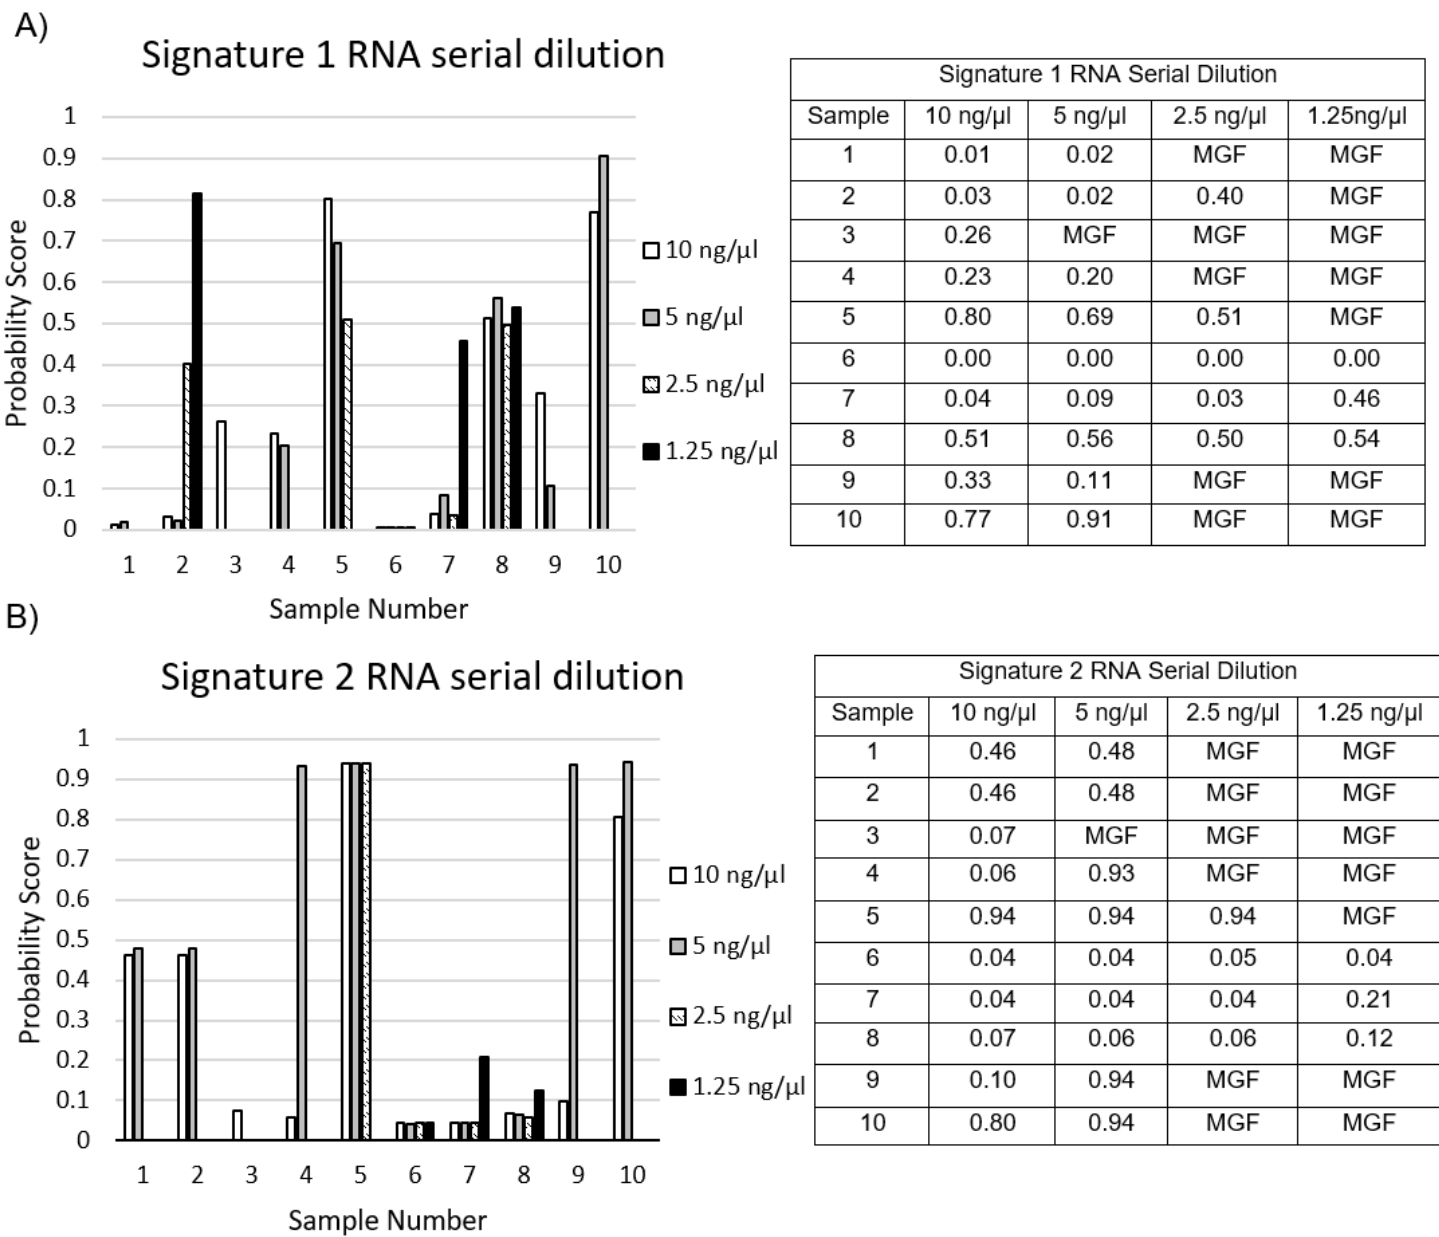 A)
Signature 1 RNA serial dilution
1
0.9
0.8
0.7
0.6
0.5
0.4
0.3
0.2
0.1
0
Probability Score
1 2 3 4 5 6 7 8 9 10
Sample Number
10 ng/µl
5 ng/µl
2.5 ng/µl
1.25 ng/µl
Signature 1 RNA Serial Dilution
Sample 10 ng/µl 5 ng/µl 2.5 ng/µl 1.25ng/µl
1 0.01 0.02 MGF MGF
2 0.03 0.02 0.40 MGF
3 0.26 MGF MGF MGF
4 0.23 0.20 MGF MGF
5 0.80 0.69 0.51 MGF
6 0.00 0.00 0.00 0.00
7 0.04 0.09 0.03 0.46
8 0.51 0.56 0.50 0.54
9 0.33 0.11 MGF MGF
10 0.77 0.91 MGF MGF
B)
Signature 2 RNA serial dilution
1
0.9
0.8
0.7
0.6
0.5
0.4
0.3
0.2
0.1
0
Probability Score
1 2 3 4 5 6 7 8 9 10
Sample Number
10 ng/µl
5 ng/µl
2.5 ng/µl
1.25 ng/µl
Signature 2 RNA Serial Dilution
Sample 10 ng/µl 5 ng/µl 2.5 ng/µl 1.25 ng/µl
1 0.46 0.48 MGF MGF
2 0.46 0.48 MGF MGF
3 0.07 MGF MGF MGF
4 0.06 0.93 MGF MGF
5 0.94 0.94 0.94 MGF
6 0.04 0.04 0.05 0.04
7 0.04 0.04 0.04 0.21
8 0.07 0.06 0.06 0.12
9 0.10 0.94 MGF MGF
10 0.80 0.94 MGF MGF